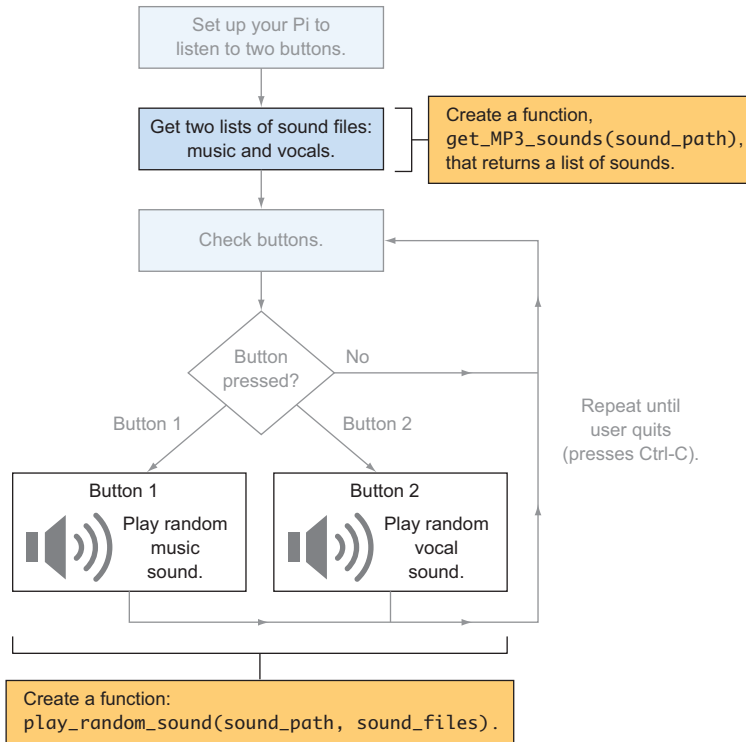 Set up your Pi to
listen to two buttons.
Get two lists of sound files:
music and vocals.
Create a function,
get_MP3_sounds(sound_path),
that returns a list of sounds.
Check buttons.
Button
pressed?
No
Button 1
Button 2
Repeat until
user quits
(presses Ctrl-C).
Button 1
Play random
music
sound.
Button 2
Play random
vocal
sound.
Create a function:
play_random_sound(sound_path, sound_files).